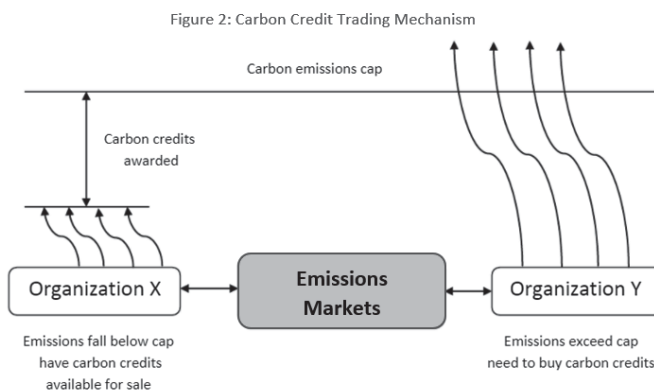 Figure 2: Carbon Credit Trading Mechanism
Carbon emissions cap
Carbon credits
awarded
Organization X
Emissions
Markets
Organization Y
Emissions fall below cap
have carbon credits
available for sale
Emissions exceed cap
need to buy carbon credits